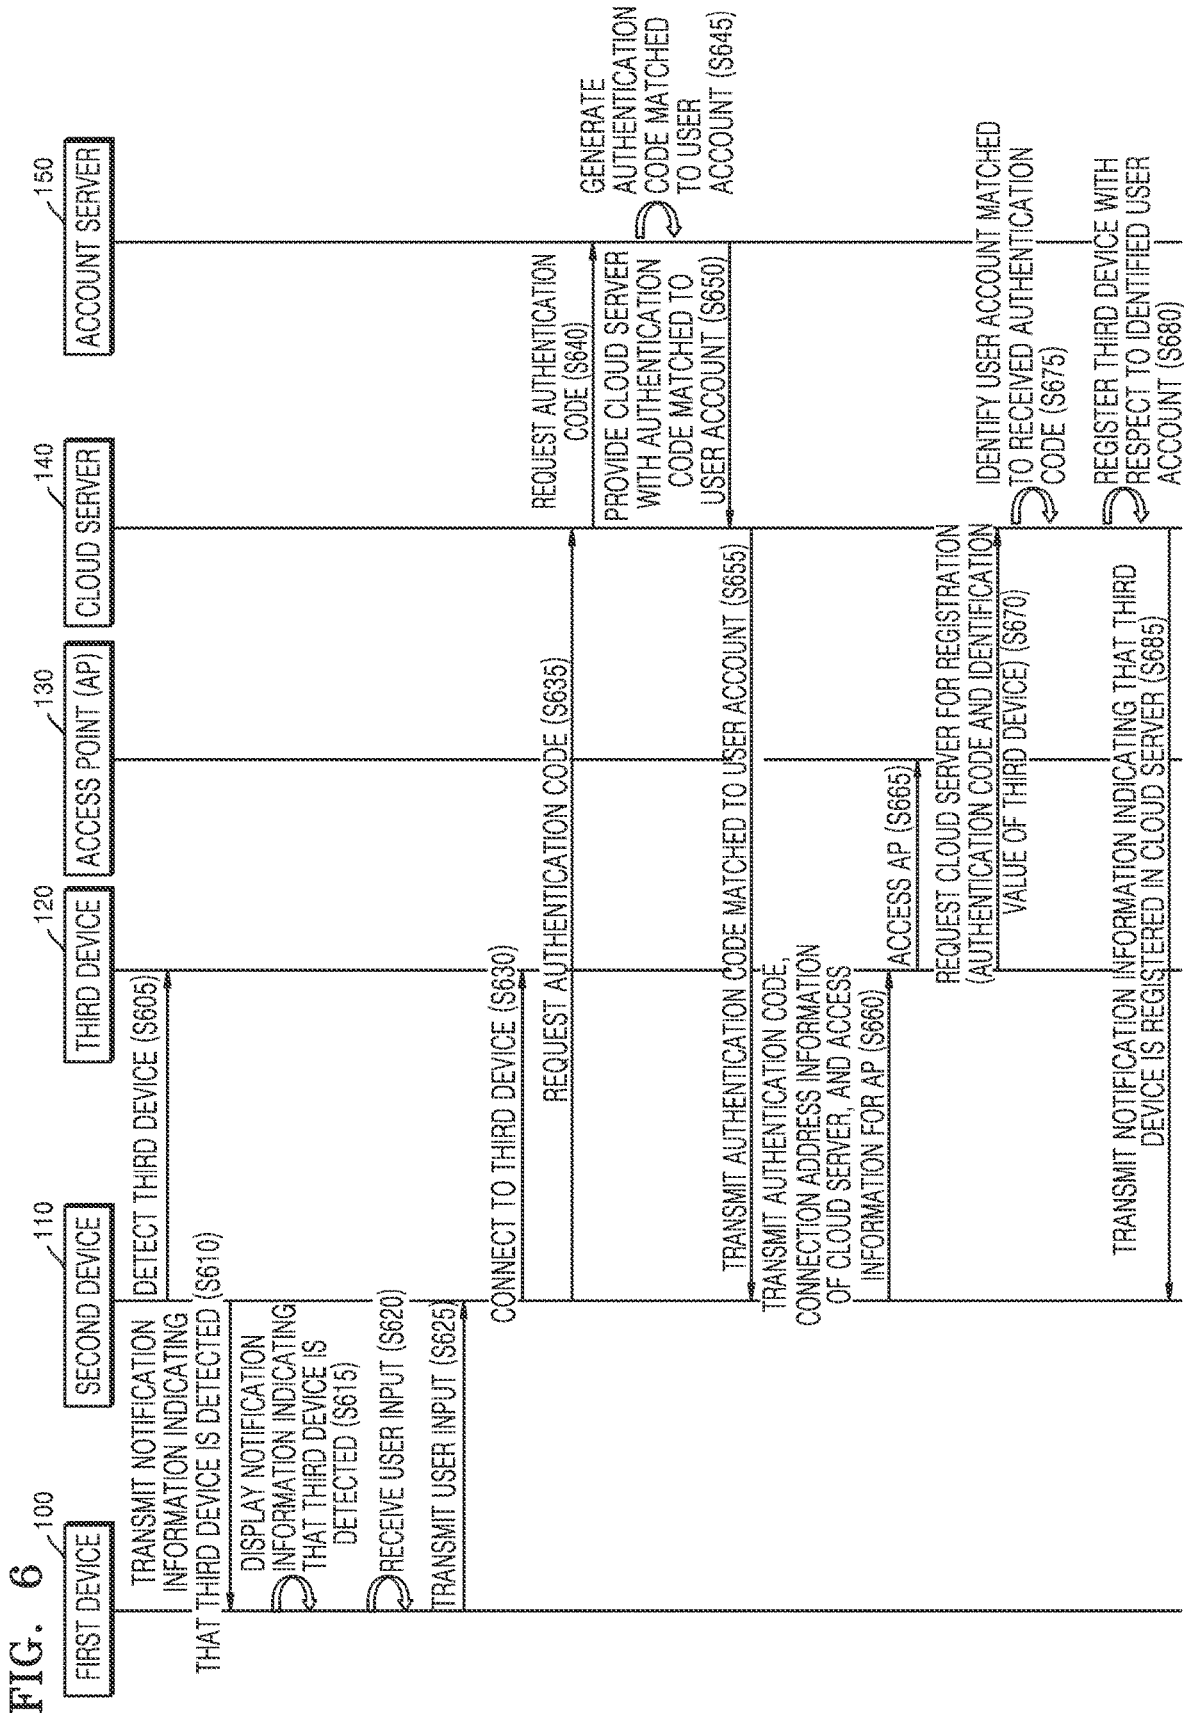 FIG. 6
100
110
120
130
140
150
FIRST DEVICE
SECOND DEVICE
THIRD DEVICE
ACCESS POINT (AP)
CLOUD SERVER
ACCOUNT SERVER
DETECT THIRD DEVICE (S605)
TRANSMIT NOTIFICATION
INFORMATION INDICATING
THAT THIRD DEVICE IS DETECTED (S610)
DISPLAY NOTIFICATION
INFORMATION INDICATING
THAT THIRD DEVICE IS
DETECTED (S615)
RECEIVE USER INPUT (S620)
TRANSMIT USER INPUT (S625)
CONNECT TO THIRD DEVICE (S630)
REQUEST AUTHENTICATION CODE (S635)
REQUEST AUTHENTICATION
CODE (S640)
GENERATE
AUTHENTICATION
CODE MATCHED
TO USER
ACCOUNT (S645)
PROVIDE CLOUD SERVER
WITH AUTHENTICATION
CODE MATCHED TO
USER ACCOUNT (S650)
TRANSMIT AUTHENTICATION CODE MATCHED TO USER ACCOUNT (S655)
TRANSMIT AUTHENTICATION CODE,
CONNECTION ADDRESS INFORMATION
OF CLOUD SERVER, AND ACCESS
INFORMATION FOR AP (S660)
ACCESS AP (S665)
REQUEST CLOUD SERVER FOR REGISTRATION
(AUTHENTICATION CODE AND IDENTIFICATION
VALUE OF THIRD DEVICE) (S670)
IDENTIFY USER ACCOUNT MATCHED
TO RECEIVED AUTHENTICATION
CODE (S675)
REGISTER THIRD DEVICE WITH
RESPECT TO IDENTIFIED USER
ACCOUNT (S680)
TRANSMIT NOTIFICATION INFORMATION INDICATING THAT THIRD
DEVICE IS REGISTERED IN CLOUD SERVER (S685)